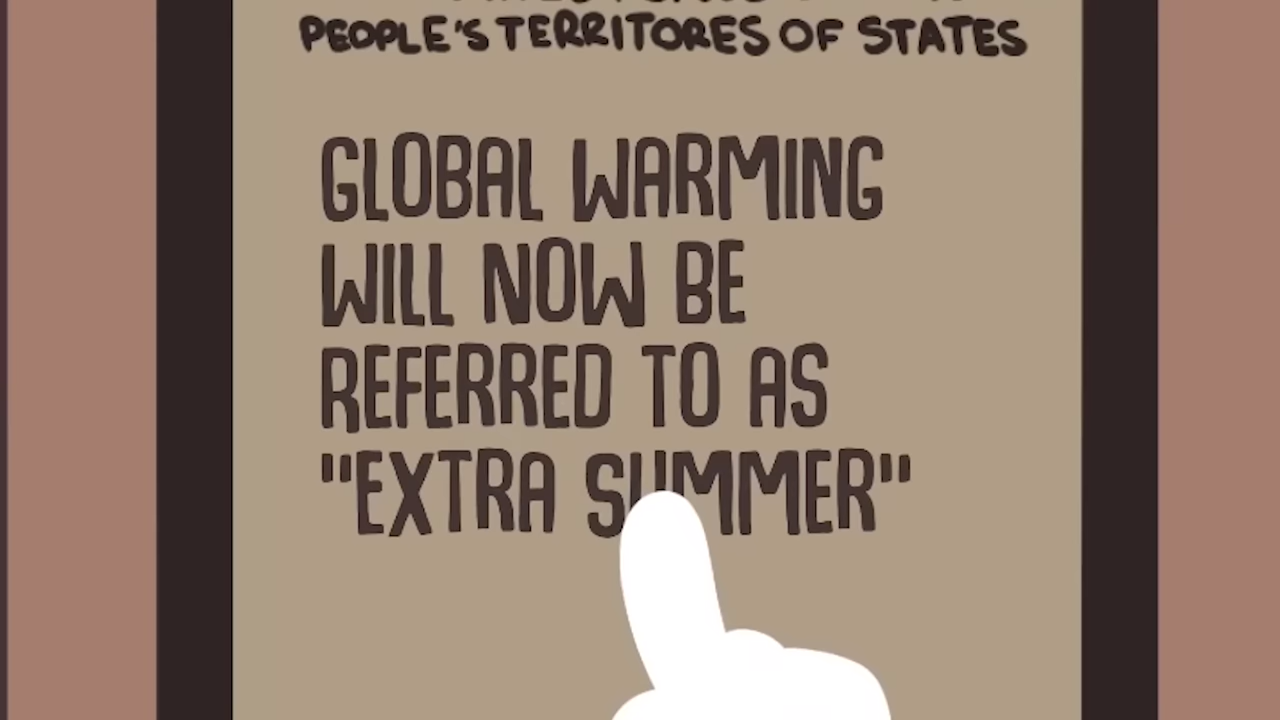 PEOPLE'S TERRITORES OF STATES
GLOBAL WARMING
WILL NOW BE
REFERRED TO AS
"EXTRA SUMMER"